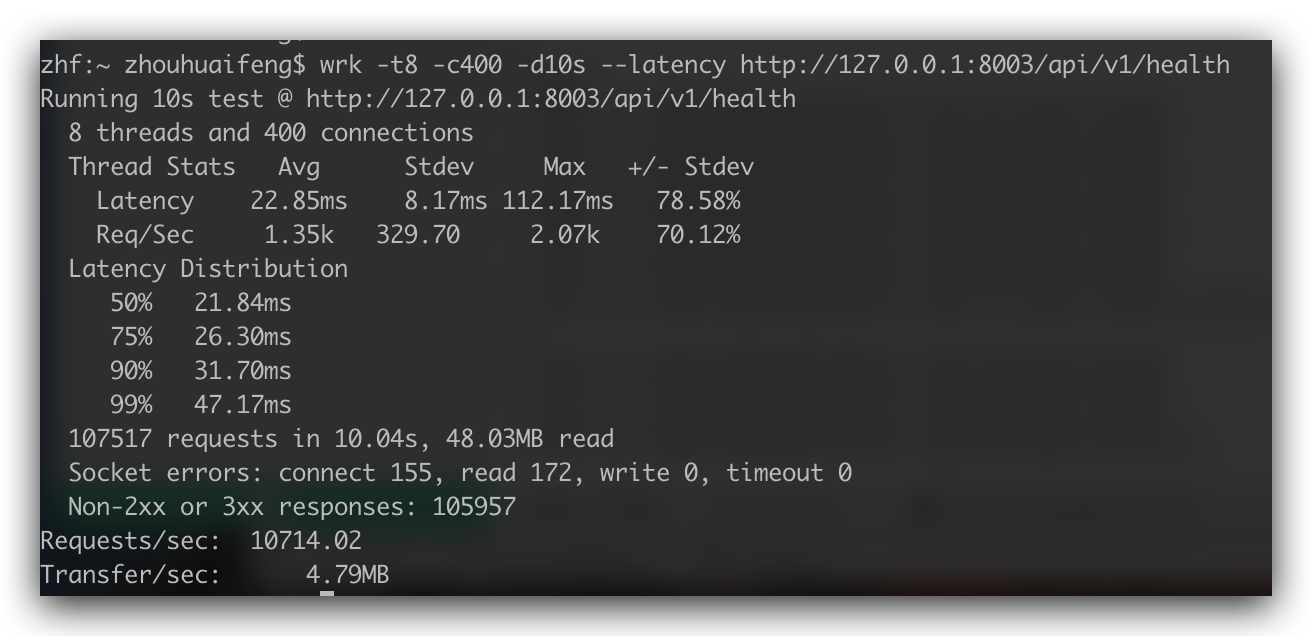 zhf:~ zhouhuaifeng$ wrk -t8 -c400 -d10s --latency http://127.0.0.1:8003/api/v1/health
Running 10s test @ http://127.0.0.1:8003/api/v1/health
  8 threads and 400 connections
  Thread Stats   Avg      Stdev     Max   +/- Stdev
    Latency    22.85ms    8.17ms 112.17ms   78.58%
    Req/Sec     1.35k   329.70     2.07k    70.12%
  Latency Distribution
     50%   21.84ms
     75%   26.30ms
     90%   31.70ms
     99%   47.17ms
  107517 requests in 10.04s, 48.03MB read
  Socket errors: connect 155, read 172, write 0, timeout 0
  Non-2xx or 3xx responses: 105957
Requests/sec:  10714.02
Transfer/sec:      4.79MB